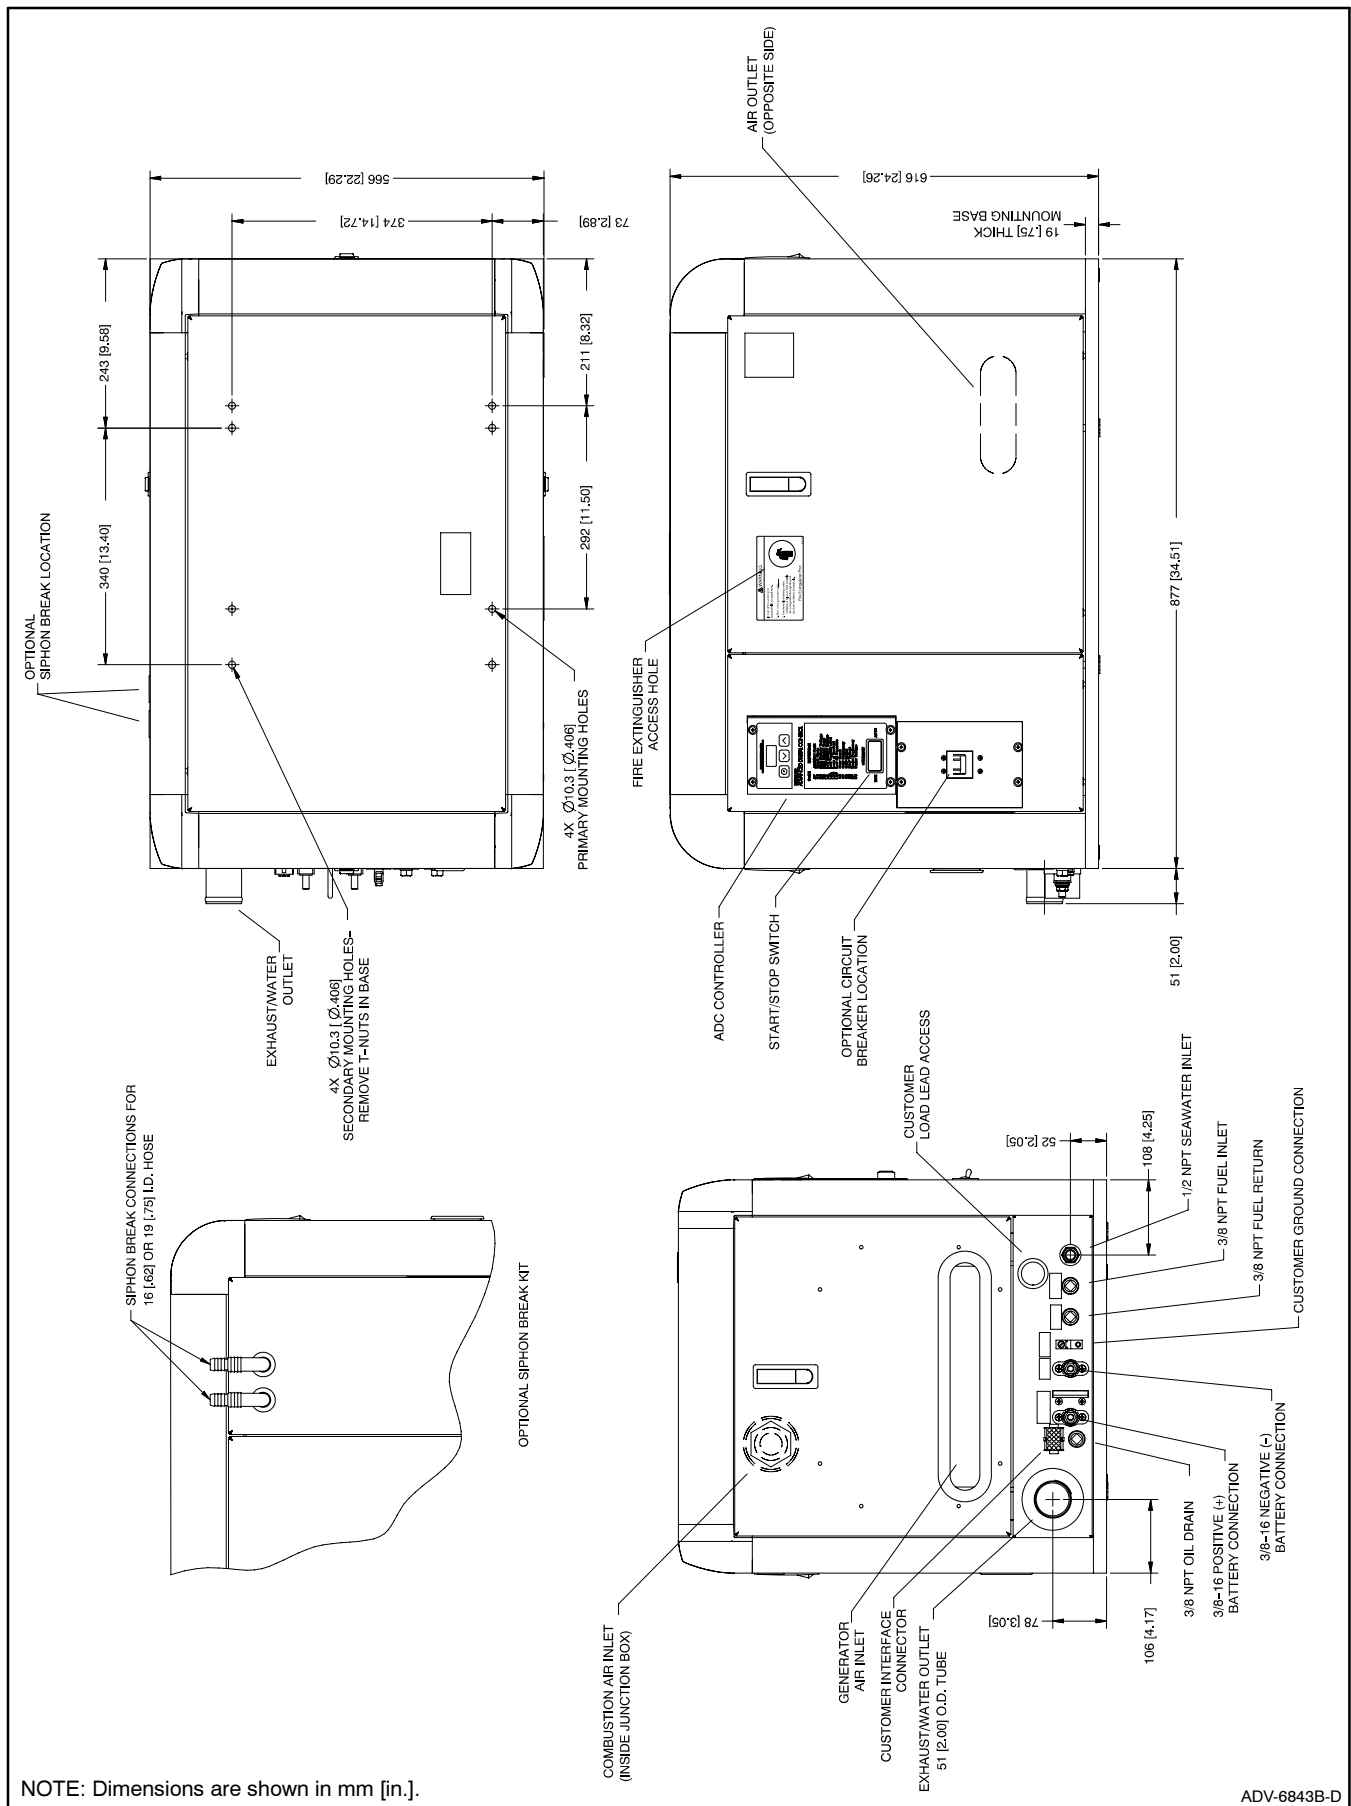 AIR OUTLET
(OPPOSITE SIDE)
566 [22.29]
374 [14.72]
73 [2.89]
243 [9.58]
340 [13.40]
211 [8.32]
292 [11.50]
OPTIONAL
SIPHON BREAK LOCATION
4X Ø10.3 [Ø.406]
PRIMARY MOUNTING HOLES
EXHAUST/WATER
OUTLET
4X Ø10.3 [Ø.406]
SECONDARY MOUNTING HOLES-
REMOVE T-NUTS IN BASE
616 [24.26]
19 [.75] THICK
MOUNTING BASE
877 [34.51]
51 [2.00]
FIRE EXTINGUISHER
ACCESS HOLE
ADC CONTROLLER
START/STOP SWITCH
OPTIONAL CIRCUIT
BREAKER LOCATION
SIPHON BREAK CONNECTIONS FOR
16 [.62] OR 19 [.75] I.D. HOSE
OPTIONAL SIPHON BREAK KIT
CUSTOMER
LOAD LEAD ACCESS
52 [2.05]
108 [4.25]
1/2 NPT SEAWATER INLET
3/8 NPT FUEL INLET
3/8 NPT FUEL RETURN
CUSTOMER GROUND CONNECTION
3/8-16 NEGATIVE (-)
BATTERY CONNECTION
3/8-16 POSITIVE (+)
BATTERY CONNECTION
3/8 NPT OIL DRAIN
78 [3.05]
106 [4.17]
COMBUSTION AIR INLET
(INSIDE JUNCTION BOX)
GENERATOR
AIR INLET
CUSTOMER INTERFACE
CONNECTOR
EXHAUST/WATER OUTLET
51 [2.00] O.D. TUBE
NOTE: Dimensions are shown in mm [in.].
ADV-6843B-D